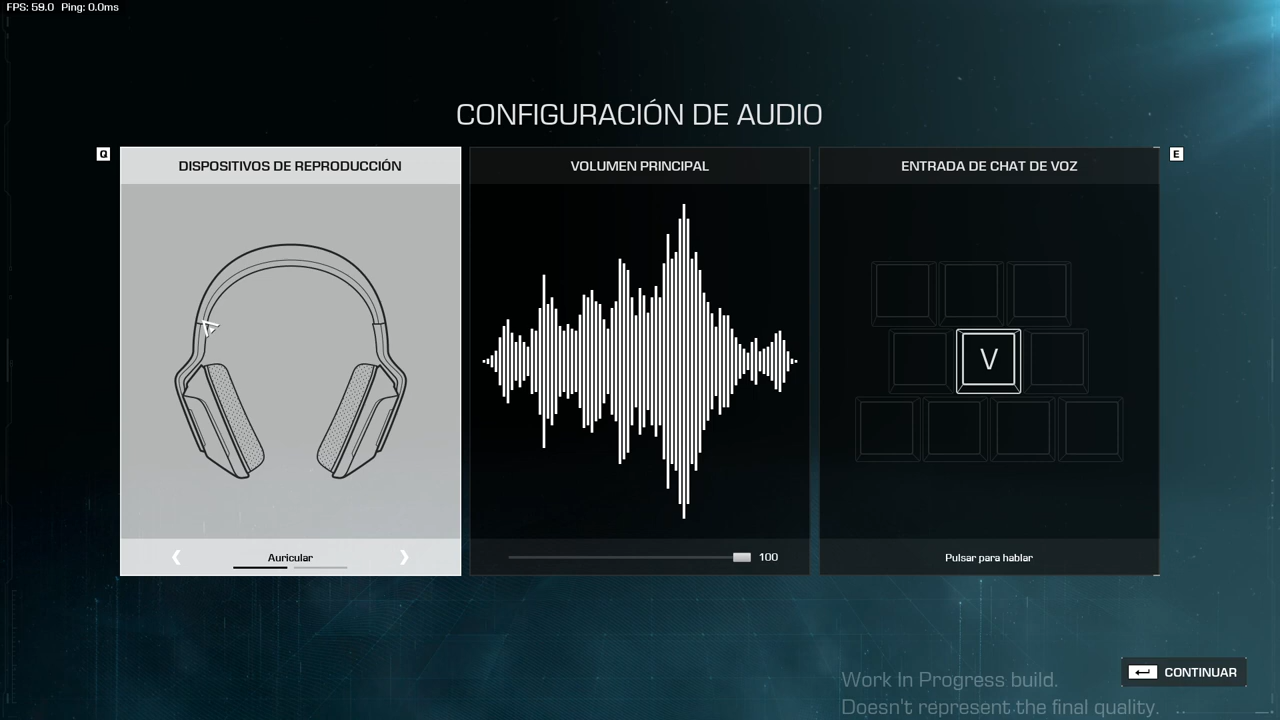 FPS: 59.0 Ping: 0.0ms
CONFIGURACIÓN DE AUDIO
Q
E
DISPOSITIVOS DE REPRODUCCIÓN
VOLUMEN PRINCIPAL
ENTRADA DE CHAT DE VOZ
V
Auricular
100
Pulsar para hablar
CONTINUAR
Work In Progress build.
Doesn't represent the final quality.